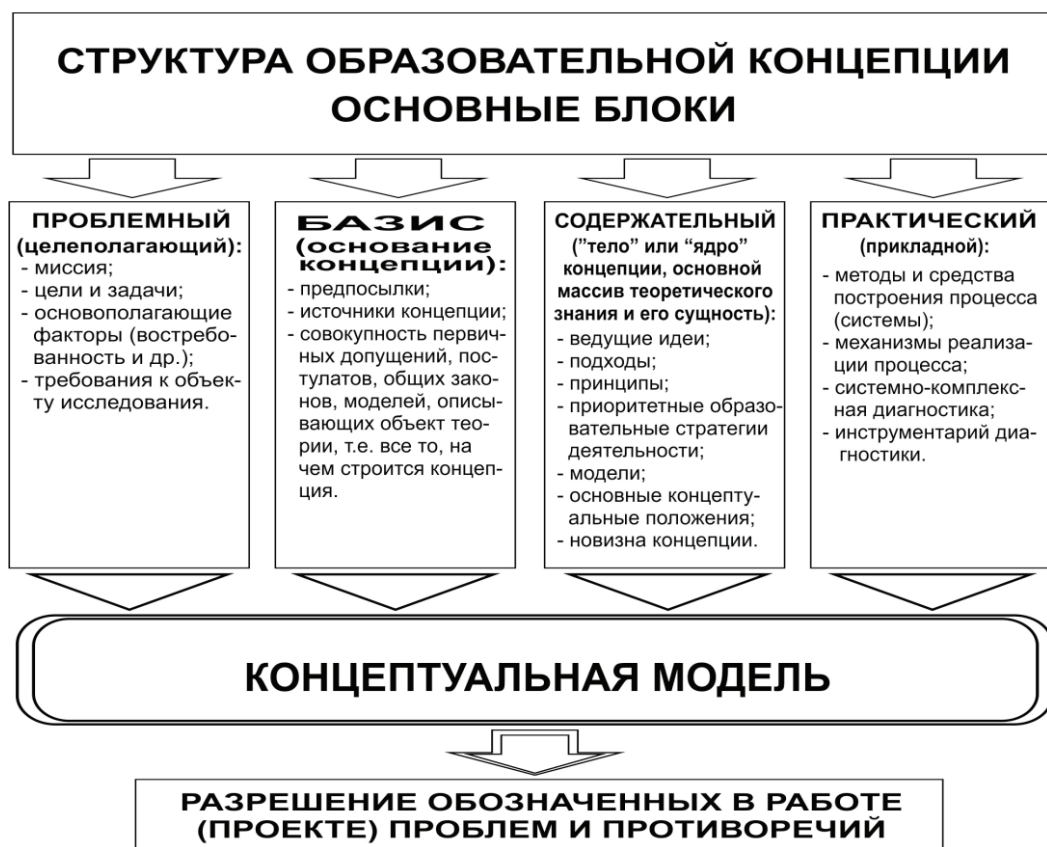 СТРУКТУРА ОБРАЗОВАТЕЛЬНОЙ КОНЦЕПЦИИ
ОСНОВНЫЕ БЛОКИ
ПРОБЛЕМНЫЙ
(целеполагающий):
- миссия;
- цели и задачи;
- основополагающие
факторы (востребо-
ванность и др.);
- требования к объек-
ту исследования.
БАЗИС
(основание
концепции):
- предпосылки;
- источники концепции;
- совокупность первич-
ных допущений, пос-
тулатов, общих зако-
нов, моделей, описы-
вающих объект тео-
рии, т.е. все то, на
чем строится концеп-
ция.
СОДЕРЖАТЕЛЬНЫЙ
(”тело” или “ядро”
концепции, основной
массив теоретического
знания и его сущность):
- ведущие идеи;
- подходы;
- принципы;
- приоритетные образо-
вательные стратегии
деятельности;
- модели;
- основные концепту-
альные положения;
- новизна концепции.
ПРАКТИЧЕСКИЙ
(прикладной):
- методы и средства
построения процесса
(системы);
- механизмы реализа-
ции процесса;
- системно-комплекс-
ная диагностика;
- инструментарий диа-
гностики.
КОНЦЕПТУАЛЬНАЯ МОДЕЛЬ
РАЗРЕШЕНИЕ ОБОЗНАЧЕННЫХ В РАБОТЕ
(ПРОЕКТЕ) ПРОБЛЕМ И ПРОТИВОРЕЧИЙ